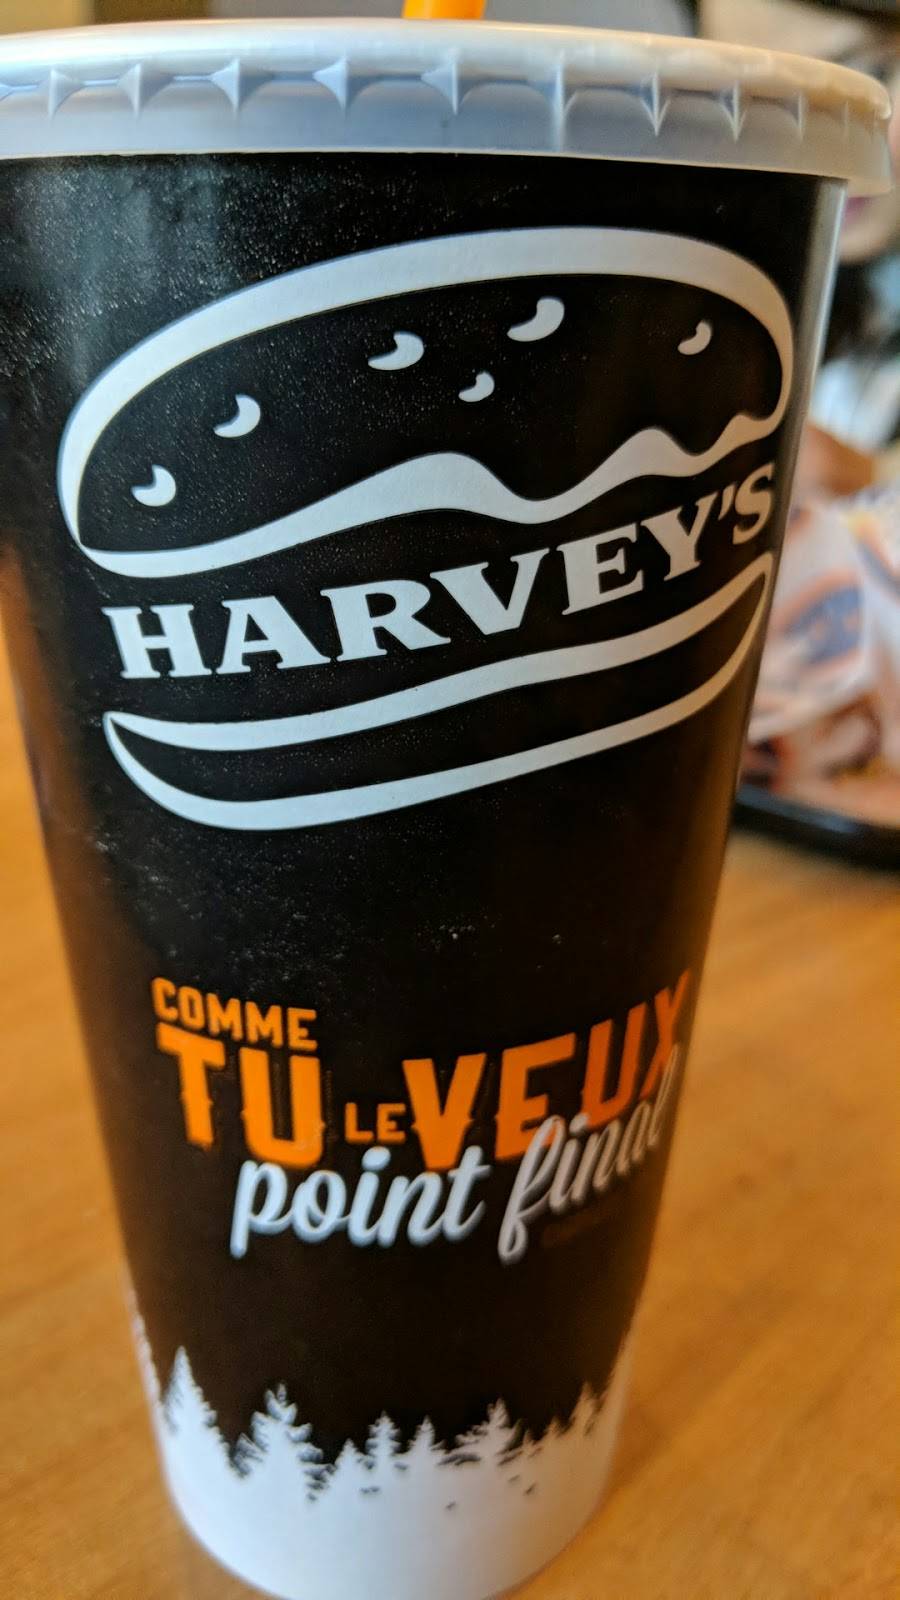 HARVEY'S
COMME
TU LE VEUX
point final